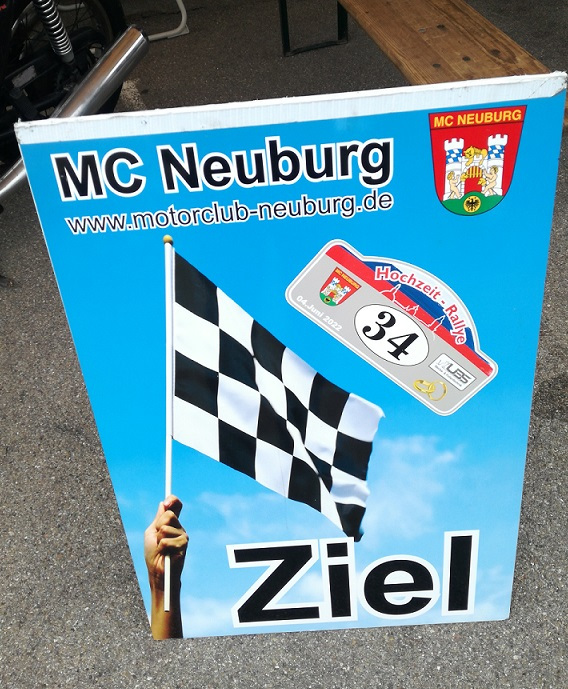 MC Neuburg
MC NEUBURG
www.motorclub-neuburg.de
Hochzeit - Rallye
04.Juni 2022
34
Ziel